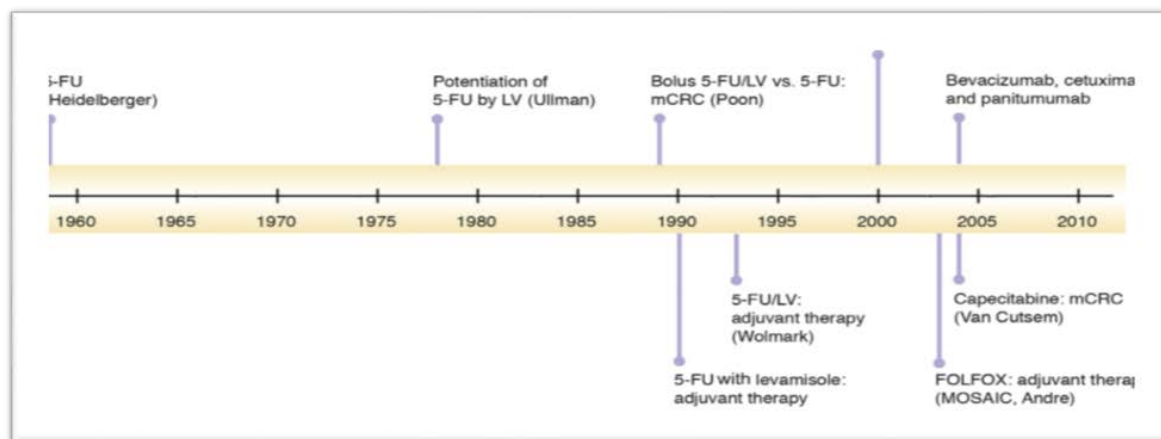 5-FU
Heidelberger)
Potentiation of
5-FU by LV (Ullman)
Bolus 5-FU/LV vs. 5-FU:
mCRC (Poon)
Bevacizumab, cetuxima
and panitumumab
1960 1965 1970 1975 1980 1985 1990 1995 2000 2005 2010
5-FU/LV:
adjuvant therapy
(Wolmark)
Capecitabine: mCRC
(Van Cutsem)
5-FU with levamisole:
adjuvant therapy
FOLFOX: adjuvant therap
(MOSAIC, Andre)